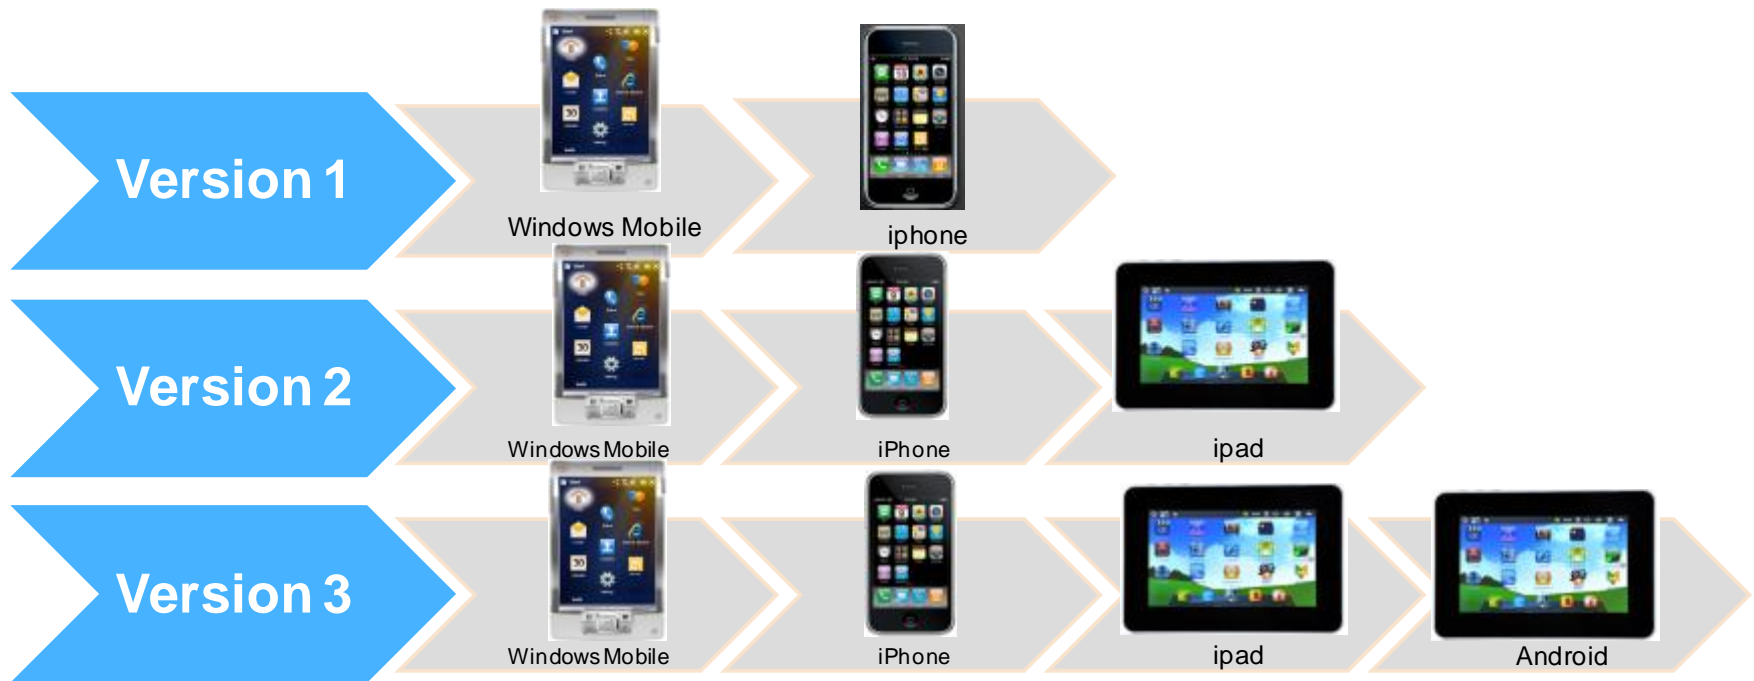 Version 1
Windows Mobile
iphone
Version 2
Windows Mobile
iPhone
ipad
Version 3
Windows Mobile
iPhone
ipad
Android